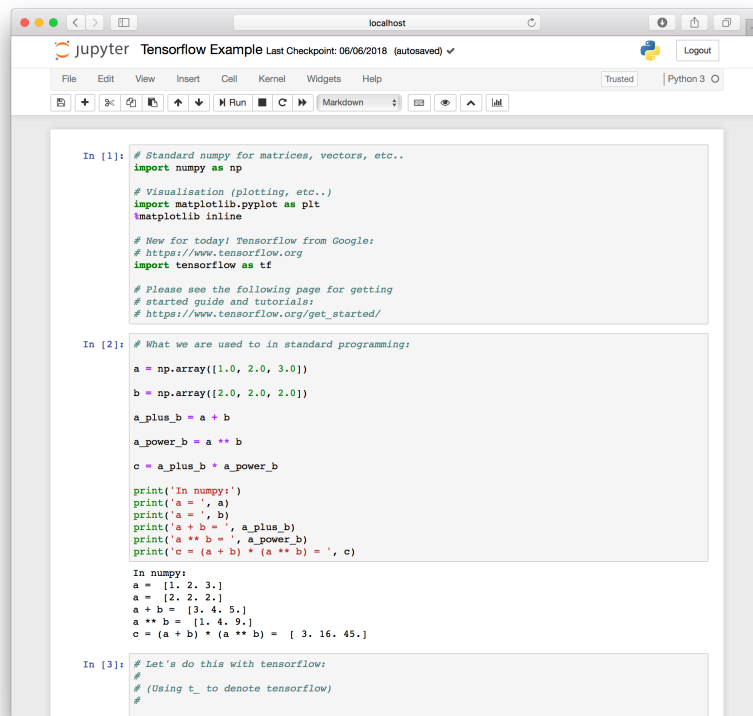 localhost
jupyter Tensorflow Example Last Checkpoint: 06/06/2018 (autosaved)
Logout
File Edit View Insert Cell Kernel Widgets Help
Trusted Python 3
Run Markdown
In [1]: # Standard numpy for matrices, vectors, etc..
import numpy as np
# Visualisation (plotting, etc..)
import matplotlib.pyplot as plt
%matplotlib inline
# New for today! Tensorflow from Google:
# https://www.tensorflow.org
import tensorflow as tf
# Please see the following page for getting
# started guide and tutorials:
# https://www.tensorflow.org/get_started/
In [2]: # What we are used to in standard programming:
a = np.array([1.0, 2.0, 3.0])
b = np.array([2.0, 2.0, 2.0])
a_plus_b = a + b
a_power_b = a ** b
c = a_plus_b * a_power_b
print('In numpy:')
print('a = ', a)
print('a = ', b)
print('a + b = ', a_plus_b)
print('a ** b = ', a_power_b)
print('c = (a + b) * (a ** b) = ', c)
In numpy:
a =  [1. 2. 3.]
a =  [2. 2. 2.]
a + b =  [3. 4. 5.]
a ** b =  [1. 4. 9.]
c = (a + b) * (a ** b) =  [ 3. 16. 45.]
In [3]: # Let's do this with tensorflow:
#
# (Using t_ to denote tensorflow)
#